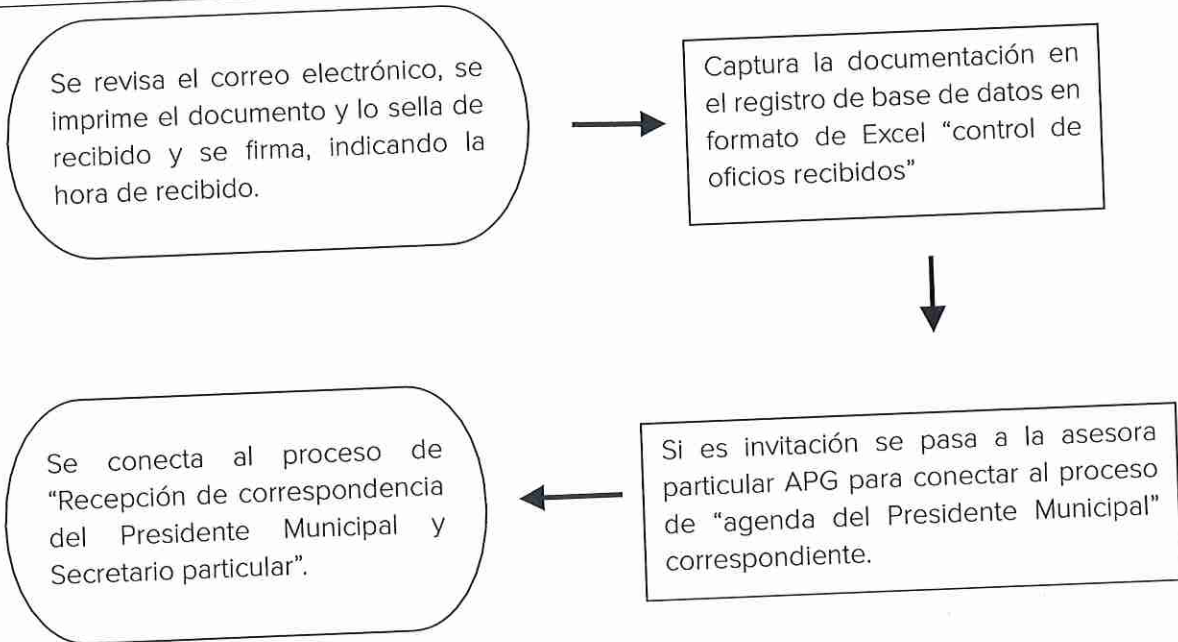 Se revisa el correo electrónico, se
imprime el documento y lo sella de
recibido y se firma, indicando la
hora de recibido.
Captura la documentación en
el registro de base de datos en
formato de Excel “control de
oficios recibidos”
Si es invitación se pasa a la asesora
particular APG para conectar al proceso
de “agenda del Presidente Municipal”
correspondiente.
Se conecta al proceso de
“Recepción de correspondencia
del Presidente Municipal y
Secretario particular”.